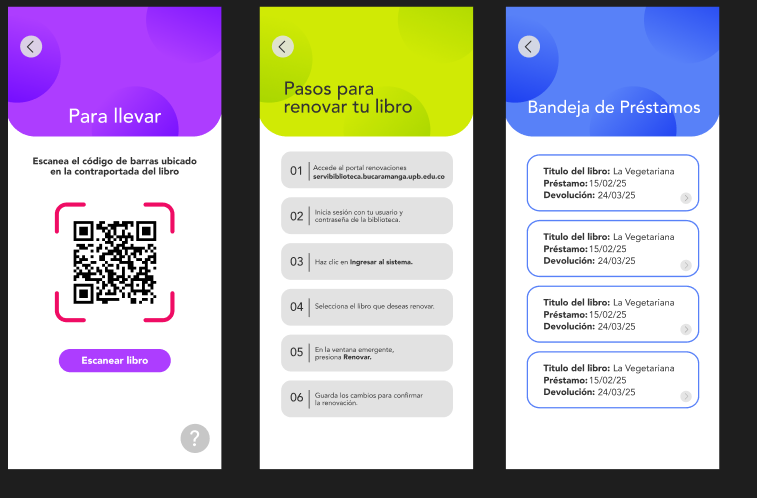 Para llevar
Escanea el código de barras ubicado
en la contraportada del libro
Escanear libro
?
Pasos para
renovar tu libro
01
Accede al portal renovaciones
servibiblioteca.bucaramanga.upb.edu.co
02
Inicia sesión con tu usuario y
contraseña de la biblioteca.
03
Haz clic en Ingresar al sistema.
04
Selecciona el libro que deseas renovar.
05
En la ventana emergente,
presiona Renovar.
06
Guarda los cambios para confirmar
la renovación.
Bandeja de Préstamos
Titulo del libro: La Vegetariana
Préstamo: 15/02/25
Devolución: 24/03/25
Titulo del libro: La Vegetariana
Préstamo: 15/02/25
Devolución: 24/03/25
Titulo del libro: La Vegetariana
Préstamo: 15/02/25
Devolución: 24/03/25
Titulo del libro: La Vegetariana
Préstamo: 15/02/25
Devolución: 24/03/25